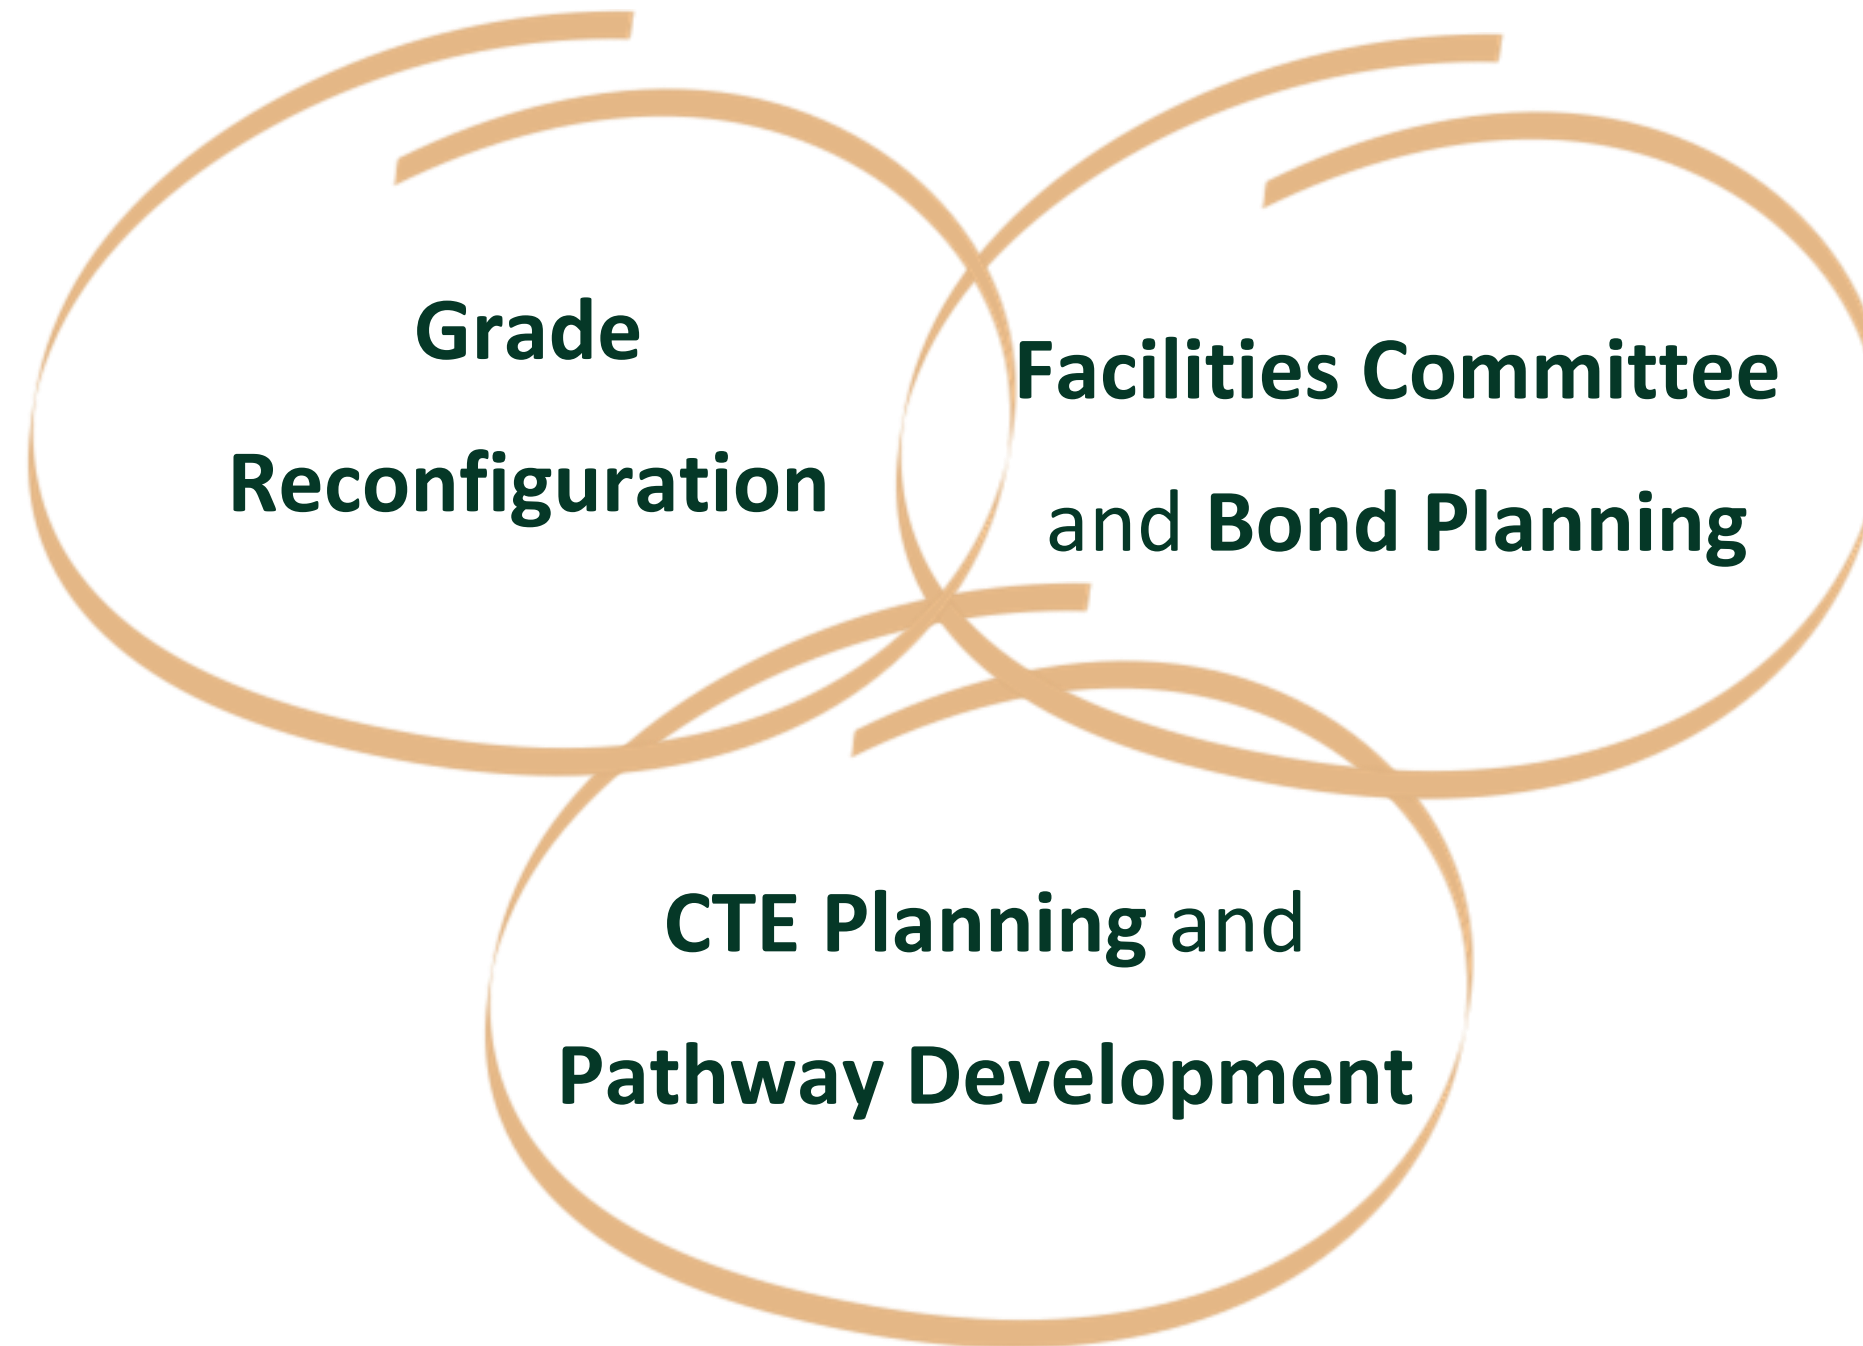 Grade
Reconfiguration
Facilities Committee
and Bond Planning
CTE Planning and
Pathway Development